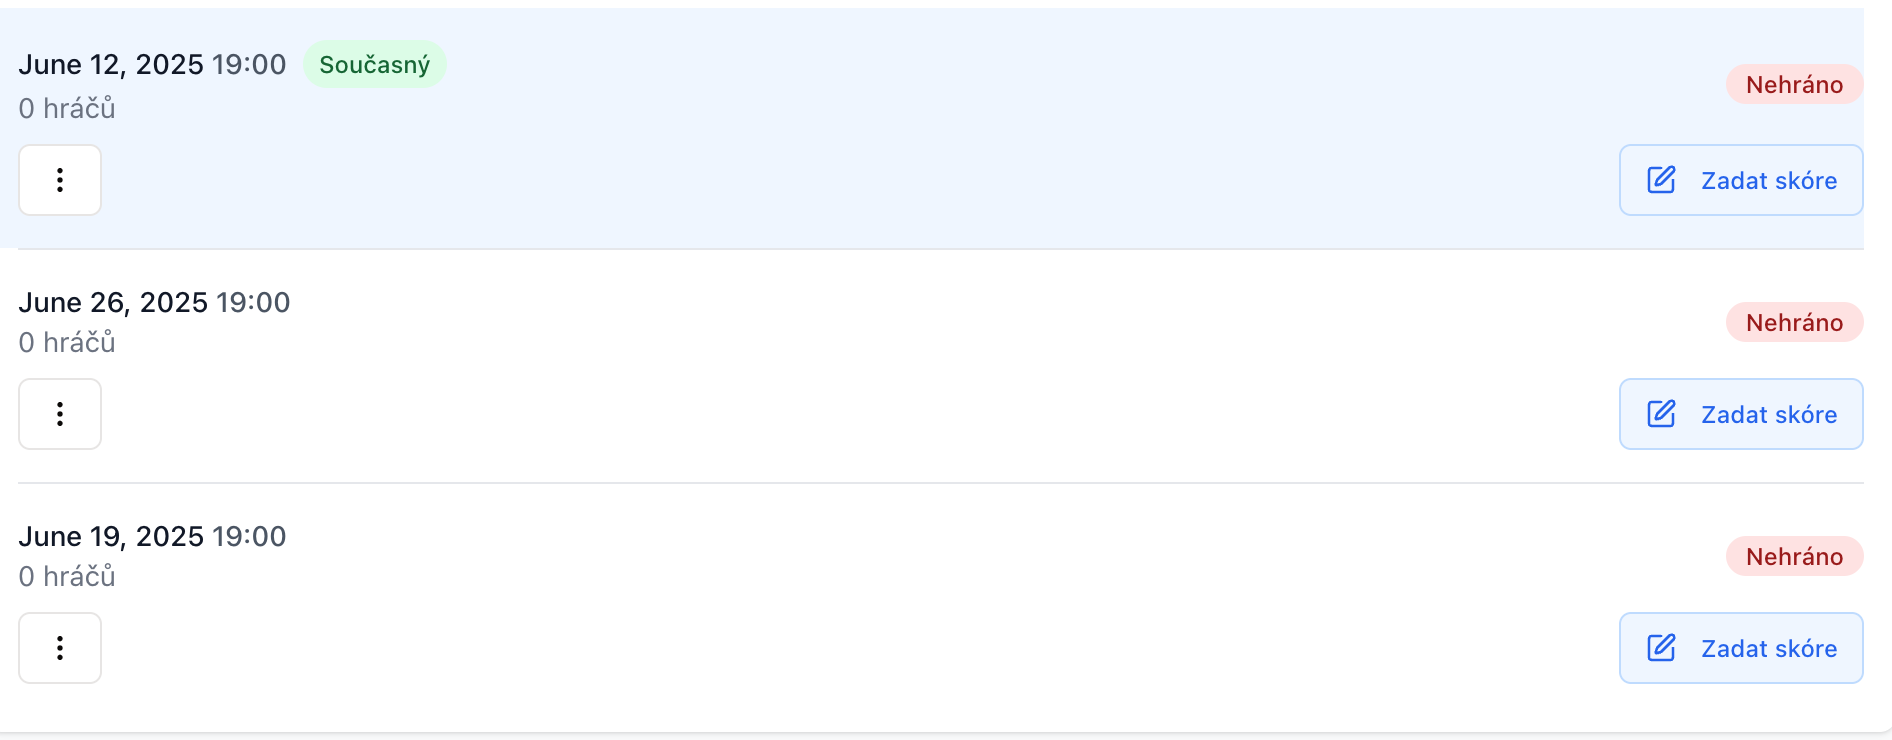 June 12, 2025 19:00 Současný
Nehráno
0 hráčů
Zadat skóre
June 26, 2025 19:00
Nehráno
0 hráčů
Zadat skóre
June 19, 2025 19:00
Nehráno
0 hráčů
Zadat skóre